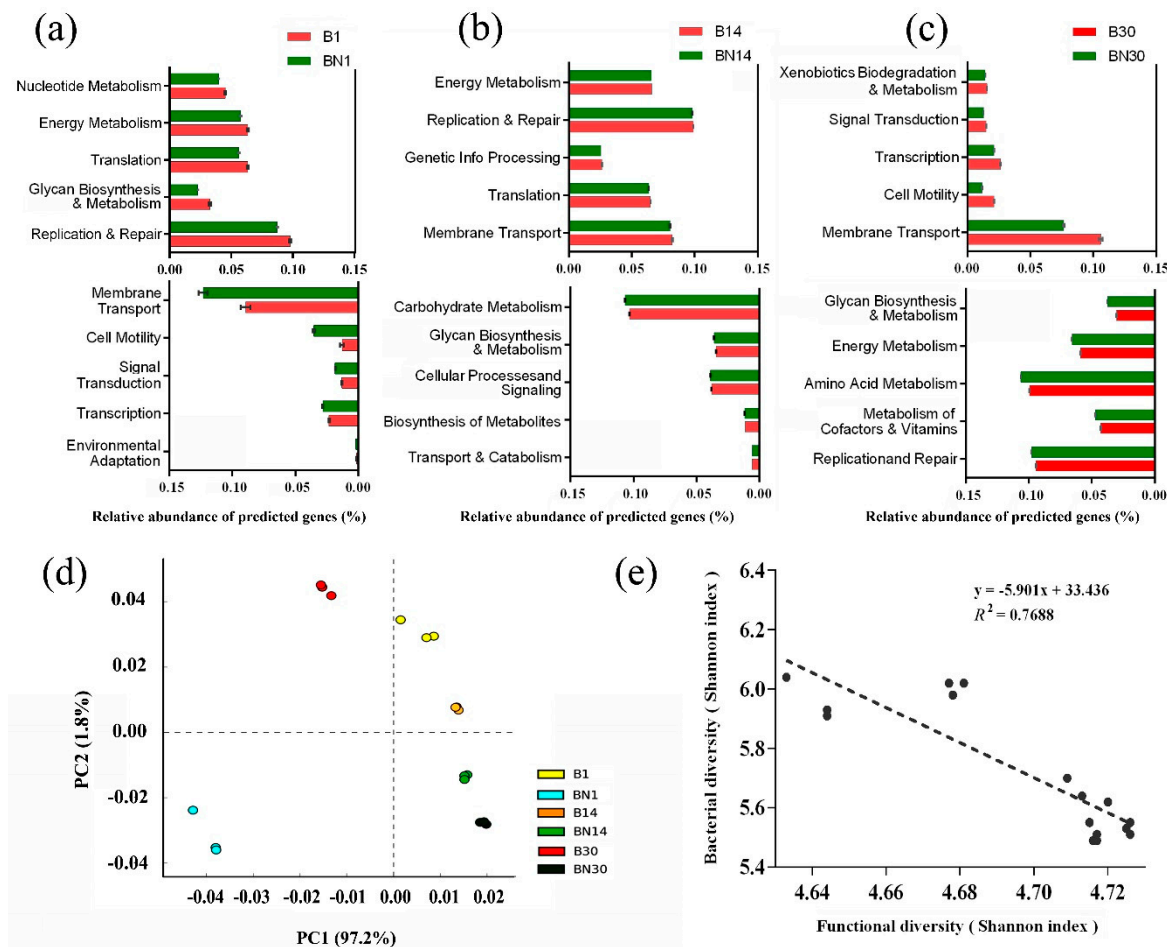 (a)
B1
BN1
Nucleotide Metabolism
Energy Metabolism
Translation
Glycan Biosynthesis
& Metabolism
Replication & Repair
0.00 0.05 0.10 0.15
Membrane
Transport
Cell Motility
Signal
Transduction
Transcription
Environmental
Adaptation
0.15 0.10 0.05 0.00
Relative abundance of predicted genes (%)
(b)
B14
BN14
Energy Metabolism
Replication & Repair
Genetic Info Processing
Translation
Membrane Transport
0.00 0.05 0.10 0.15
Carbohydrate Metabolism
Glycan Biosynthesis
& Metabolism
Cellular Processesand
Signaling
Biosynthesis of Metabolites
Transport & Catabolism
0.15 0.10 0.05 0.00
Relative abundance of predicted genes (%)
(c)
B30
BN30
Xenobiotics Biodegradation
& Metabolism
Signal Transduction
Transcription
Cell Motility
Membrane Transport
0.00 0.05 0.10 0.15
Glycan Biosynthesis
& Metabolism
Energy Metabolism
Amino Acid Metabolism
Metabolism of
Cofactors & Vitamins
Replicationand Repair
0.15 0.10 0.05 0.00
Relative abundance of predicted genes (%)
(d)
PC2 (1.8%)
0.04
0.02
0.00
-0.02
-0.04
B1
BN1
B14
BN14
B30
BN30
-0.04 -0.03 -0.01 -0.01 0.00 0.01 0.02
PC1 (97.2%)
(e)
Bacterial diversity ( Shannon index )
6.4
6.2
6.0
5.8
5.6
5.4
y = -5.901x + 33.436
R² = 0.7688
4.64 4.66 4.68 4.70 4.72
Functional diversity ( Shannon index )